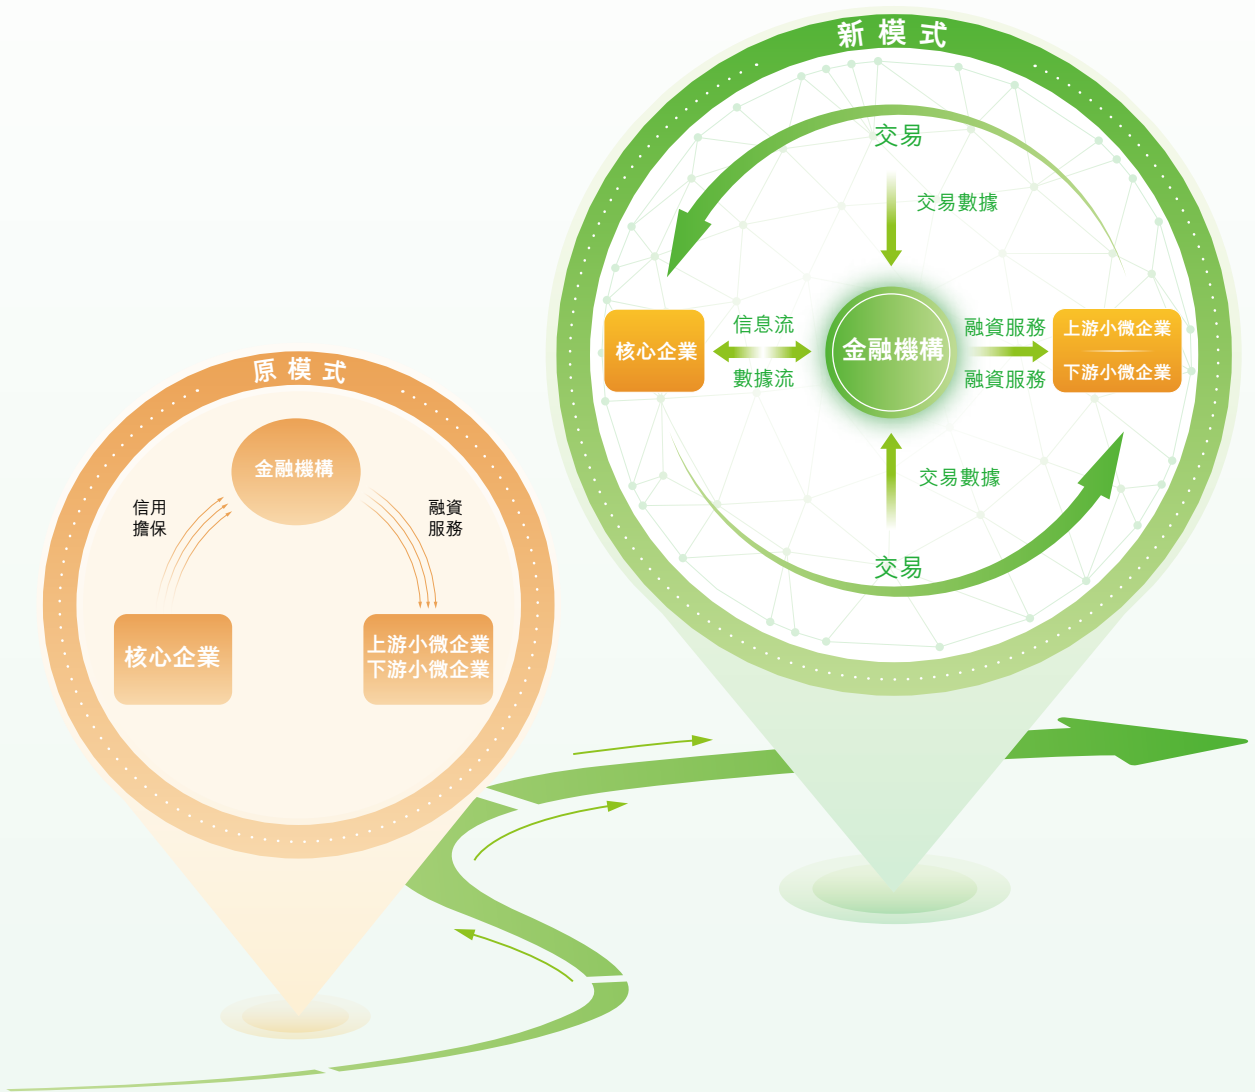 新模式
交易
交易數據
信息流
數據流
核心企業
金融機構
融資服務
融資服務
上游小微企業
下游小微企業
交易數據
交易
原模式
金融機構
信用
擔保
融資
服務
核心企業
上游小微企業
下游小微企業